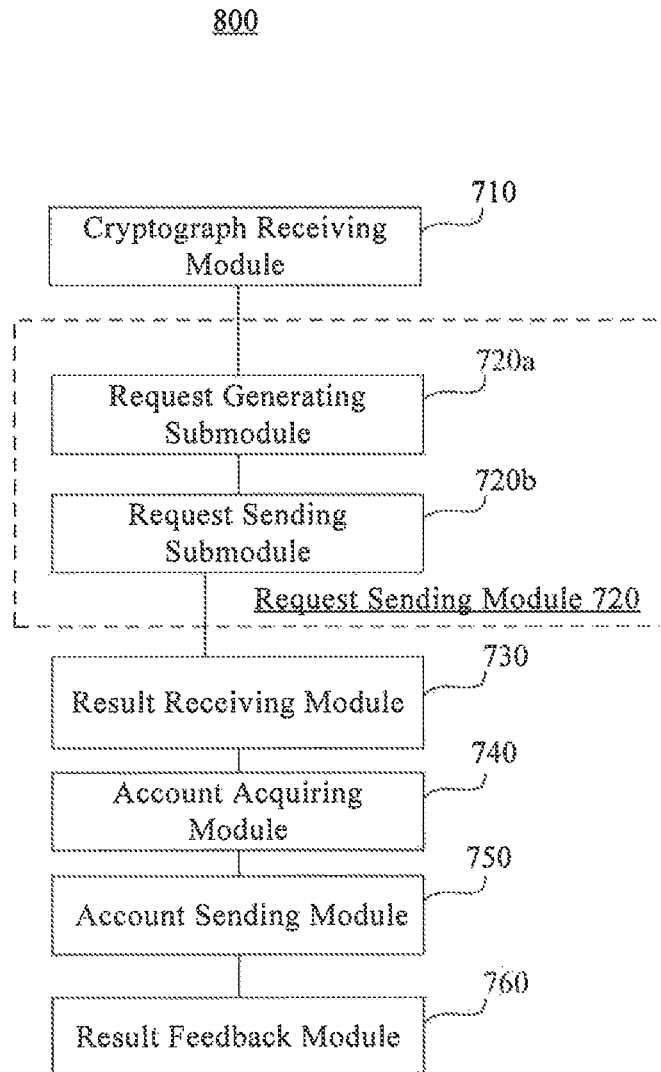 800
710
Cryptograph Receiving
Module
720a
Request Generating
Submodule
720b
Request Sending
Submodule
Request Sending Module 720
730
Result Receiving Module
740
Account Acquiring
Module
750
Account Sending Module
760
Result Feedback Module